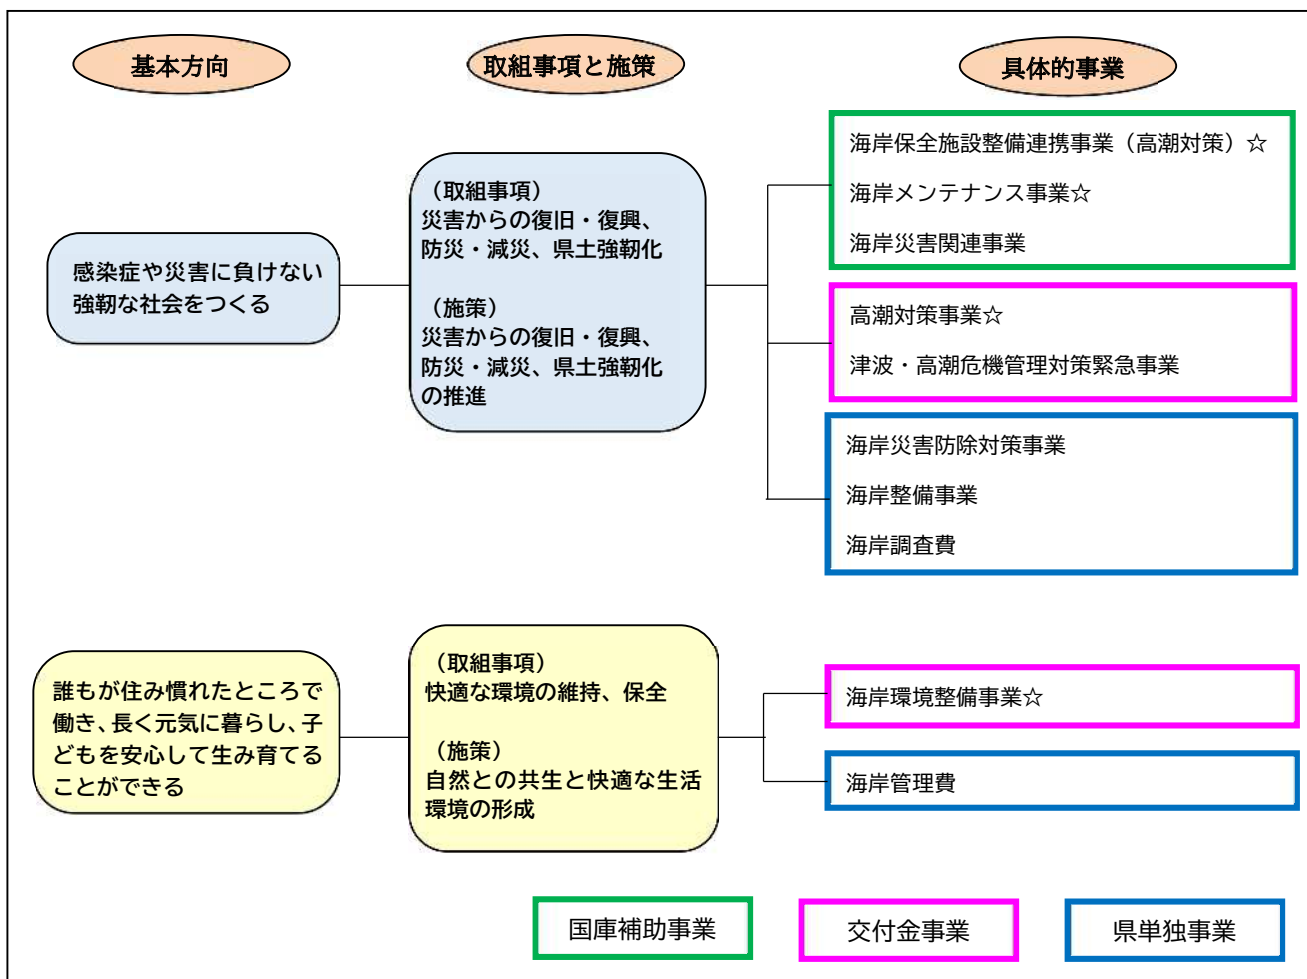 基本方向
取組事項と施策
具体的事業
感染症や災害に負けない
強靭な社会をつくる
（取組事項）
災害からの復旧・復興、
防災・減災、県土強靭化
（施策）
災害からの復旧・復興、
防災・減災、県土強靭化
の推進
海岸保全施設整備連携事業（高潮対策）☆
海岸メンテナンス事業☆
海岸災害関連事業
高潮対策事業☆
津波・高潮危機管理対策緊急事業
海岸災害防除対策事業
海岸整備事業
海岸調査費
誰もが住み慣れたところで
働き、長く元気に暮らし、子
どもを安心して生み育てる
ことができる
（取組事項）
快適な環境の維持、保全
（施策）
自然との共生と快適な生活
環境の形成
海岸環境整備事業☆
海岸管理費
国庫補助事業
交付金事業
県単独事業